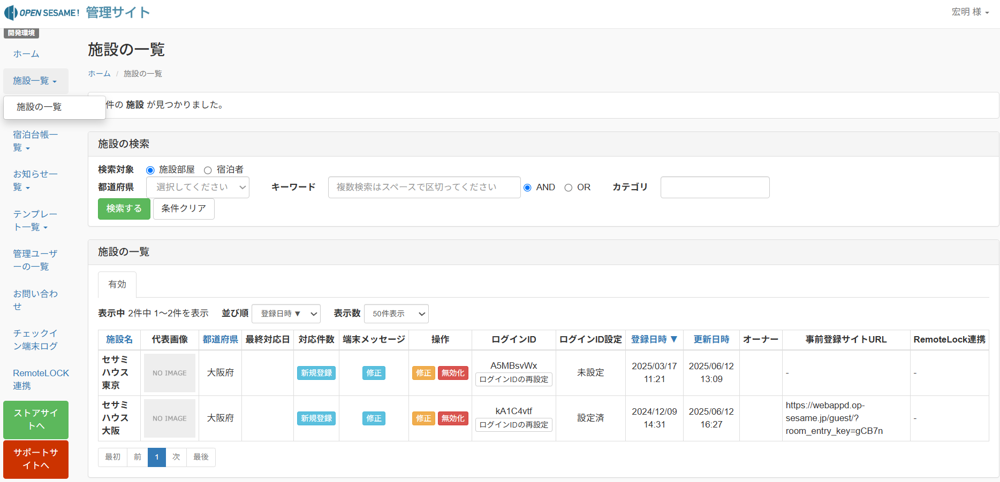 OPEN SESAME! 管理サイト
宏明 様
開発環境
ホーム
施設一覧
施設の一覧
宿泊台帳一
覧
お知らせ一
覧
テンプレー
ト一覧
管理ユーザ
ーの一覧
お問い合わ
せ
チェックイ
ン端末ログ
RemoteLOCK
連携
ストアサイ
トへ
サポートサ
イトへ
施設の一覧
ホーム / 施設の一覧
件の 施設 が見つかりました。
施設の検索
検索対象 施設部屋 宿泊者
都道府県 選択してください キーワード 複数検索はスペースで区切ってください AND OR カテゴリ
検索する 条件クリア
施設の一覧
有効
表示中 2件中 1～2件を表示 並び順 登録日時 ▼ 表示数 50件表示
施設名 代表画像 都道府県 最終対応日 対応件数 端末メッセージ 操作 ログインID ログインID設定 登録日時 ▼ 更新日時 オーナー 事前登録サイトURL RemoteLock連携
セサミ
ハウス
東京
NO IMAGE
大阪府
新規登録
修正
修正 無効化
A5MBsvWx
ログインIDの再設定
未設定
2025/03/17
11:21
2025/06/12
13:09
-
-
セサミ
ハウス
大阪
NO IMAGE
大阪府
新規登録
修正
修正 無効化
kA1C4vtf
ログインIDの再設定
設定済
2024/12/09
14:31
2025/06/12
16:27
https://webappd.op-
sesame.jp/guest/?
room_entry_key=gCB7n
-
最初 前 1 次 最後